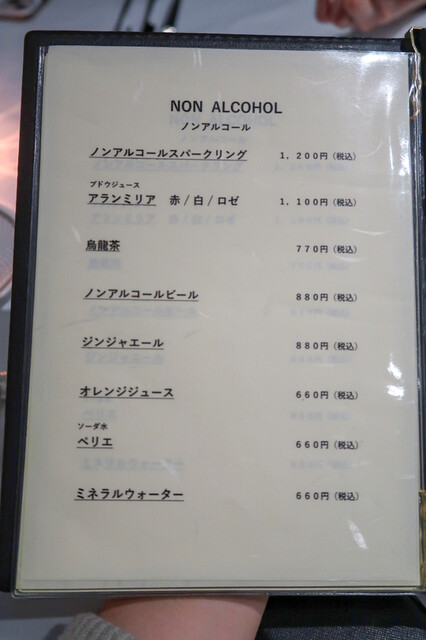 NON ALCOHOL
ノンアルコール
ノンアルコールスパークリング 1,200円(税込)
ブドウジュース
アランミリア 赤/白/ロゼ 1,100円(税込)
烏龍茶 770円(税込)
ノンアルコールビール 880円(税込)
ジンジャエール 880円(税込)
オレンジジュース 660円(税込)
ソーダ水
ペリエ 660円(税込)
ミネラルウォーター 660円(税込)